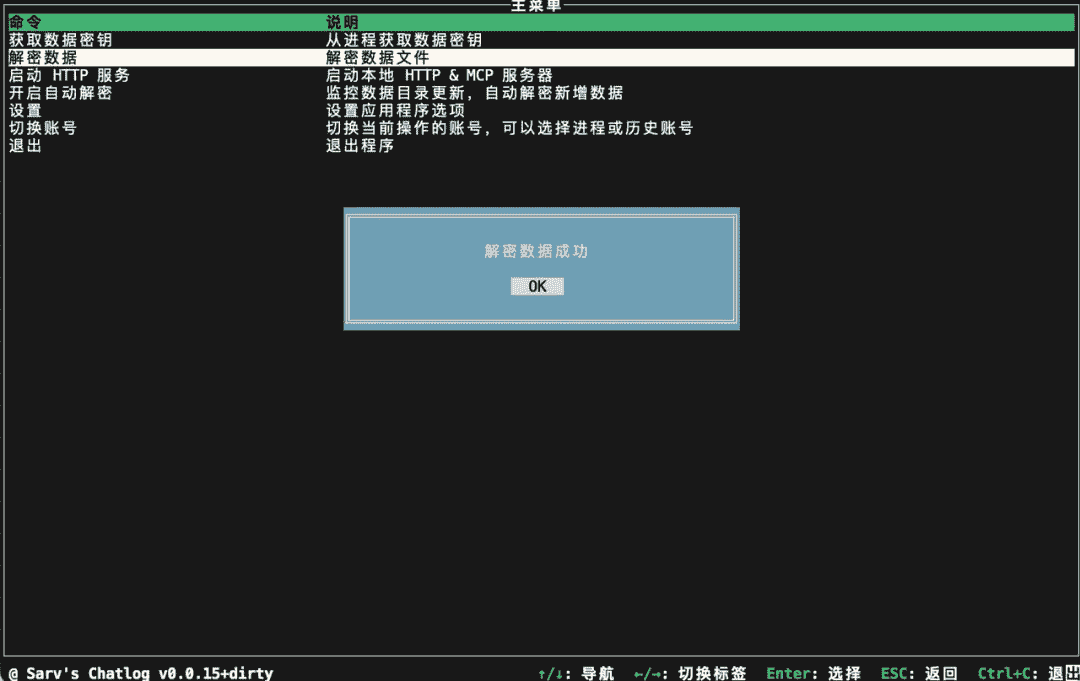 主菜单
命令 说明
获取数据密钥 从进程获取数据密钥
解密数据 解密数据文件
启动 HTTP 服务 启动本地 HTTP & MCP 服务器
开启自动解密 监控数据目录更新，自动解密新增数据
设置 设置应用程序选项
切换账号 切换当前操作的账号，可以选择进程或历史账号
退出 退出程序
解密数据成功
OK
@ Sarv's Chatlog v0.0.15+dirty ↑/↓: 导航 ←/→: 切换标签 Enter: 选择 ESC: 返回 Ctrl+C: 退出